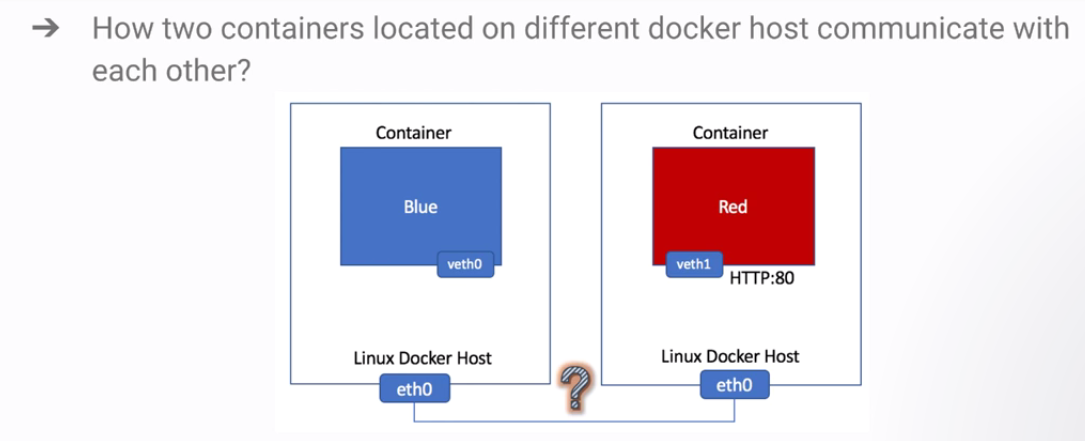 → How two containers located on different docker host communicate with
each other?
Container
Blue
veth0
Linux Docker Host
eth0
?
Container
Red
veth1
HTTP:80
Linux Docker Host
eth0